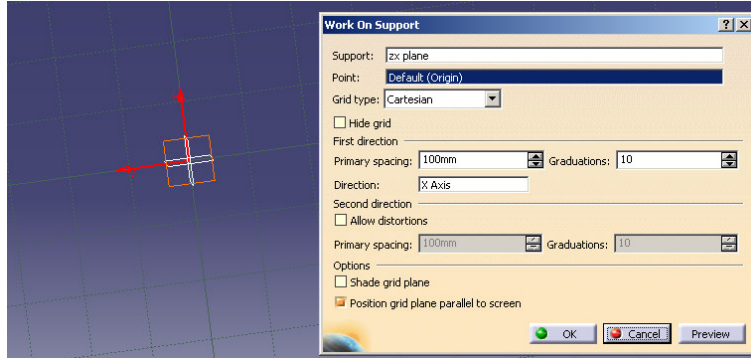 Work On Support
Support: zx plane
Point: Default (Origin)
Grid type: Cartesian
Hide grid
First direction
Primary spacing: 100mm Graduations: 10
Direction: X Axis
Second direction
Allow distortions
Primary spacing: 100mm Graduations: 10
Options
Shade grid plane
Position grid plane parallel to screen
OK Cancel Preview